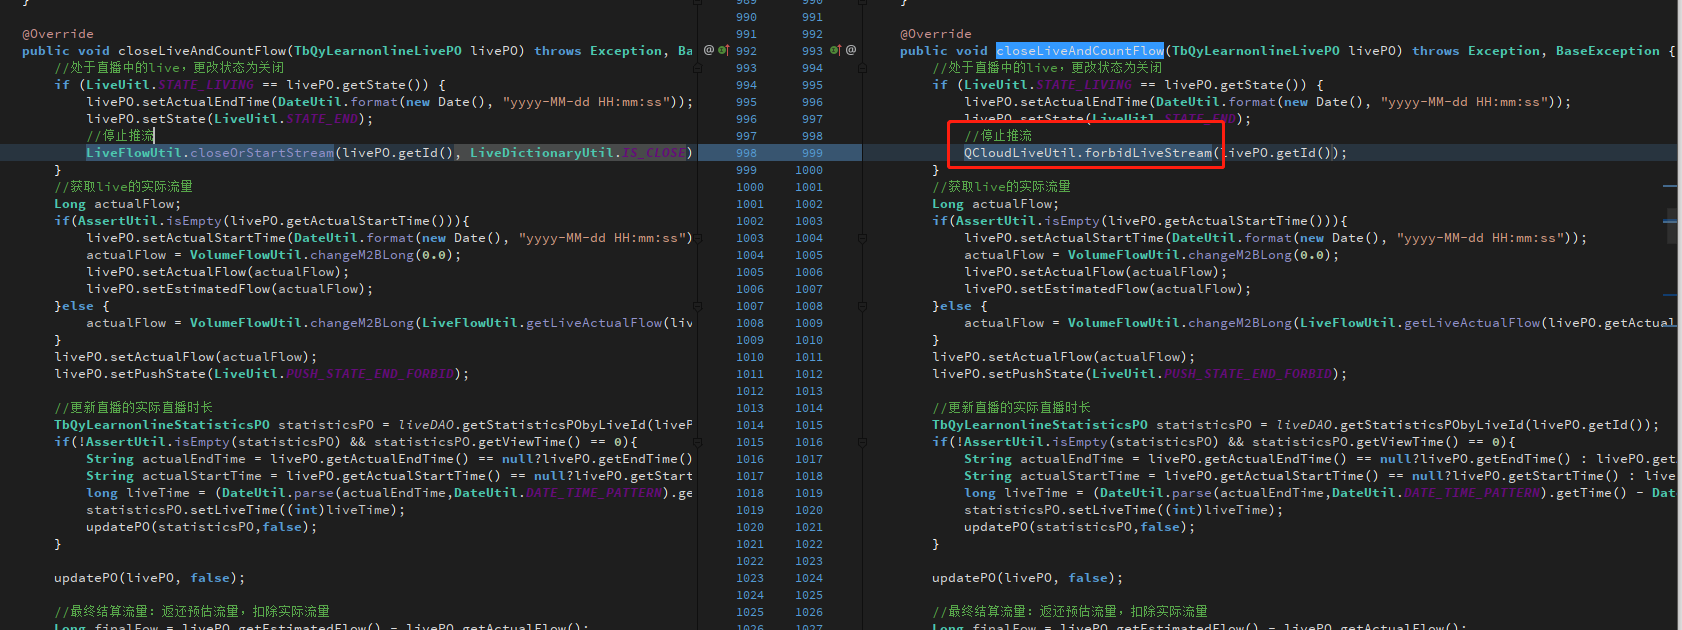 }
989
990
990
991
@Override
991
992
@Override
public void closeLiveAndCountFlow(TbQyLearnonlineLivePO livePO) throws Exception, Ba
992
993
public void closeLiveAndCountFlow(TbQyLearnonlineLivePO livePO) throws Exception, BaseException {
//处于直播中的live，更改状态为关闭
993
994
//处于直播中的live，更改状态为关闭
if (LiveUitl.STATE_LIVING == livePO.getState()) {
994
995
if (LiveUitl.STATE_LIVING == livePO.getState()) {
livePO.setActualEndTime(DateUtil.format(new Date(), "yyyy-MM-dd HH:mm:ss"));
995
996
livePO.setActualEndTime(DateUtil.format(new Date(), "yyyy-MM-dd HH:mm:ss"));
livePO.setState(LiveUitl.STATE_END);
996
997
livePO.setState(LiveUitl.STATE_END);
//停止推流
997
998
//停止推流
LiveFlowUtil.closeOrStartStream(livePO.getId(), LiveDictionaryUtil.IS_CLOSE)
998
999
QCloudLiveUtil.forbidLiveStream(livePO.getId());
}
999
1000
}
//获取live的实际流量
1000
1001
//获取live的实际流量
Long actualFlow;
1001
1002
Long actualFlow;
if(AssertUtil.isEmpty(livePO.getActualStartTime())){
1002
1003
if(AssertUtil.isEmpty(livePO.getActualStartTime())){
livePO.setActualStartTime(DateUtil.format(new Date(), "yyyy-MM-dd HH:mm:ss")
1003
1004
livePO.setActualStartTime(DateUtil.format(new Date(), "yyyy-MM-dd HH:mm:ss"));
actualFlow = VolumeFlowUtil.changeM2BLong(0.0);
1004
1005
actualFlow = VolumeFlowUtil.changeM2BLong(0.0);
livePO.setActualFlow(actualFlow);
1005
1006
livePO.setActualFlow(actualFlow);
livePO.setEstimatedFlow(actualFlow);
1006
1007
livePO.setEstimatedFlow(actualFlow);
}else {
1007
1008
}else {
actualFlow = VolumeFlowUtil.changeM2BLong(LiveFlowUtil.getLiveActualFlow(liv
1008
1009
actualFlow = VolumeFlowUtil.changeM2BLong(LiveFlowUtil.getLiveActualFlow(livePO.getActual
}
1009
1010
}
livePO.setActualFlow(actualFlow);
1010
1011
livePO.setActualFlow(actualFlow);
livePO.setPushState(LiveUitl.PUSH_STATE_END_FORBID);
1011
1012
livePO.setPushState(LiveUitl.PUSH_STATE_END_FORBID);
1012
1013
//更新直播的实际直播时长
1013
1014
//更新直播的实际直播时长
TbQyLearnonlineStatisticsPO statisticsPO = liveDAO.getStatisticsPObyLiveId(liveP
1014
1015
TbQyLearnonlineStatisticsPO statisticsPO = liveDAO.getStatisticsPObyLiveId(livePO.getId());
if(!AssertUtil.isEmpty(statisticsPO) && statisticsPO.getViewTime() == 0){
1015
1016
if(!AssertUtil.isEmpty(statisticsPO) && statisticsPO.getViewTime() == 0){
String actualEndTime = livePO.getActualEndTime() == null?livePO.getEndTime()
1016
1017
String actualEndTime = livePO.getActualEndTime() == null?livePO.getEndTime() : livePO.get
String actualStartTime = livePO.getActualStartTime() == null?livePO.getStart
1017
1018
String actualStartTime = livePO.getActualStartTime() == null?livePO.getStartTime() : live
long liveTime = (DateUtil.parse(actualEndTime,DateUtil.DATE_TIME_PATTERN).ge
1018
1019
long liveTime = (DateUtil.parse(actualEndTime,DateUtil.DATE_TIME_PATTERN).getTime() - Dat
statisticsPO.setLiveTime((int)liveTime);
1019
1020
statisticsPO.setLiveTime((int)liveTime);
updatePO(statisticsPO,false);
1020
1021
updatePO(statisticsPO,false);
}
1021
1022
}
1022
1023
updatePO(livePO, false);
1023
1024
updatePO(livePO, false);
1024
1025
//最终结算流量：返还预估流量，扣除实际流量
1025
1026
//最终结算流量：返还预估流量，扣除实际流量
Long finalFow = livePO.getEstimatedFlow() - livePO.getActualFlow();
1026
1027
Long finalFow = livePO.getEstimatedFlow() - livePO.getActualFlow();